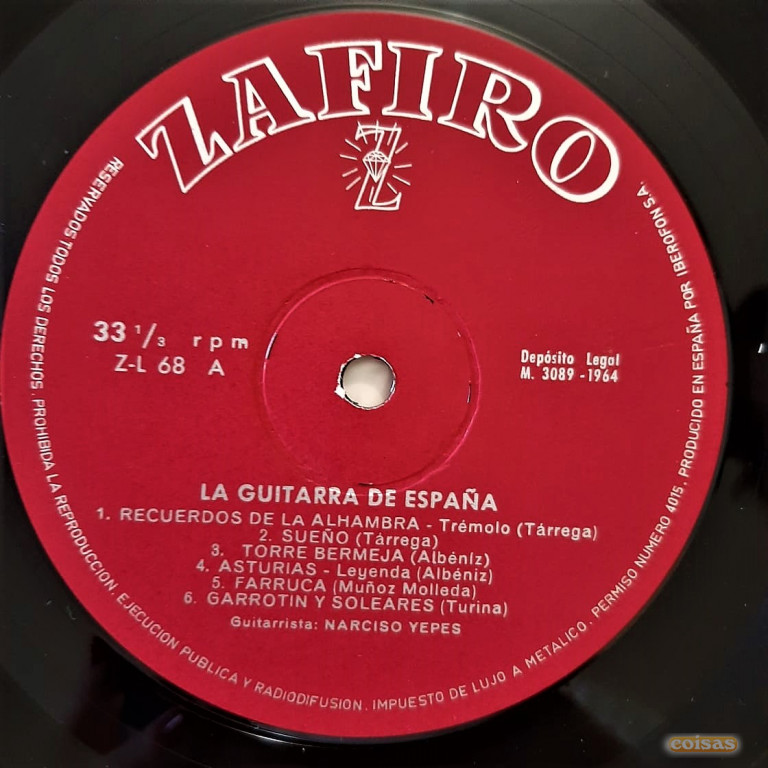 ZAFIRO
Z
33 1/3 rpm
Z-L 68 A
Depósito Legal
M. 3089 -1964
LA GUITARRA DE ESPAÑA
1. RECUERDOS DE LA ALHAMBRA - Trémolo (Tárrega)
2. SUEÑO (Tárrega)
3. TORRE BERMEJA (Albéníz)
4. ASTURIAS - Leyenda (Albéniz)
5. FARRUCA (Muñoz Molleda)
6. GARROTIN Y SOLEARES (Turina)
Guitarrista: NARCISO YEPES
RESERVADOS TODOS LOS DERECHOS. PROHIBIDA LA REPRODUCCION, EJECUCION PUBLICA Y RADIODIFUSION. IMPUESTO DE LUJO A METALICO. PERMISO NUMERO 4015. PRODUCIDO EN ESPAÑA POR IBEROFON S.A.
coisas